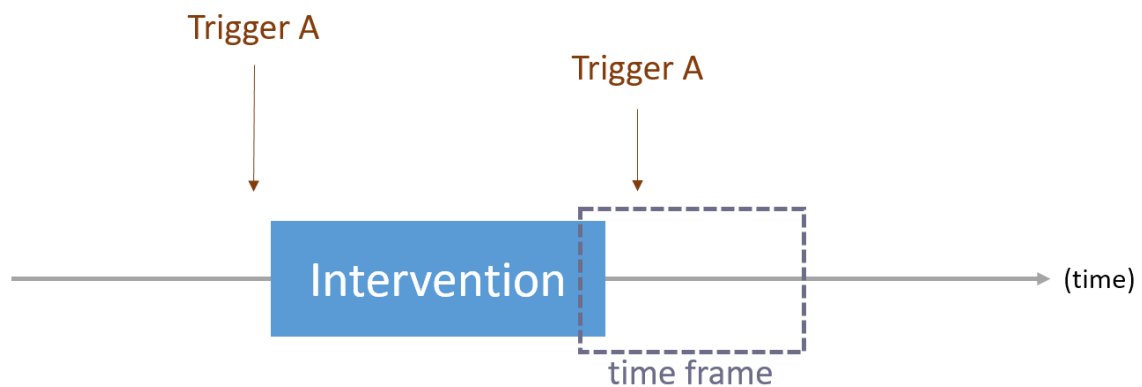 Trigger A
Trigger A
Intervention
(time)
time frame